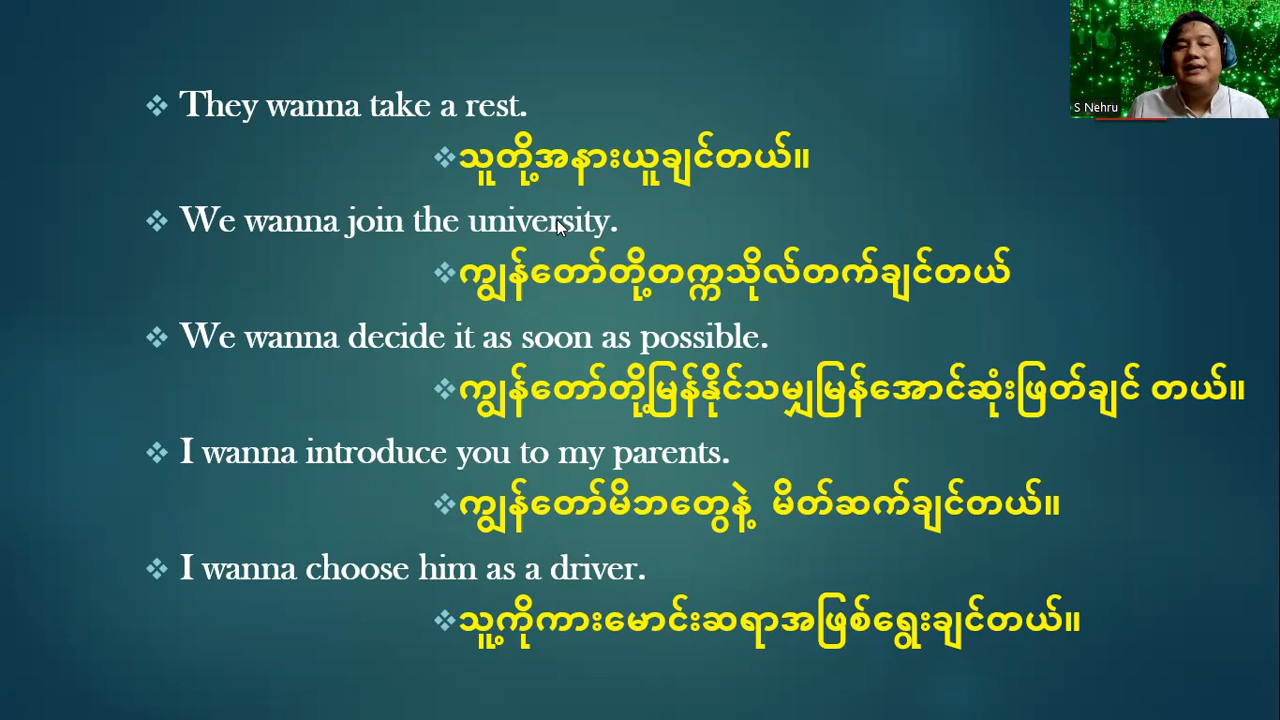 They wanna take a rest.
သူတို့အနားယူချင်တယ်။
We wanna join the university.
ကျွန်တော်တို့တက္ကသိုလ်တက်ချင်တယ်
We wanna decide it as soon as possible.
ကျွန်တော်တို့မြန်နိုင်သမျှမြန်အောင်ဆုံးဖြတ်ချင် တယ်။
I wanna introduce you to my parents.
ကျွန်တော်မိဘတွေနဲ့ မိတ်ဆက်ချင်တယ်။
I wanna choose him as a driver.
သူ့ကိုကားမောင်းဆရာအဖြစ်ရွေးချင်တယ်။
S Nehru